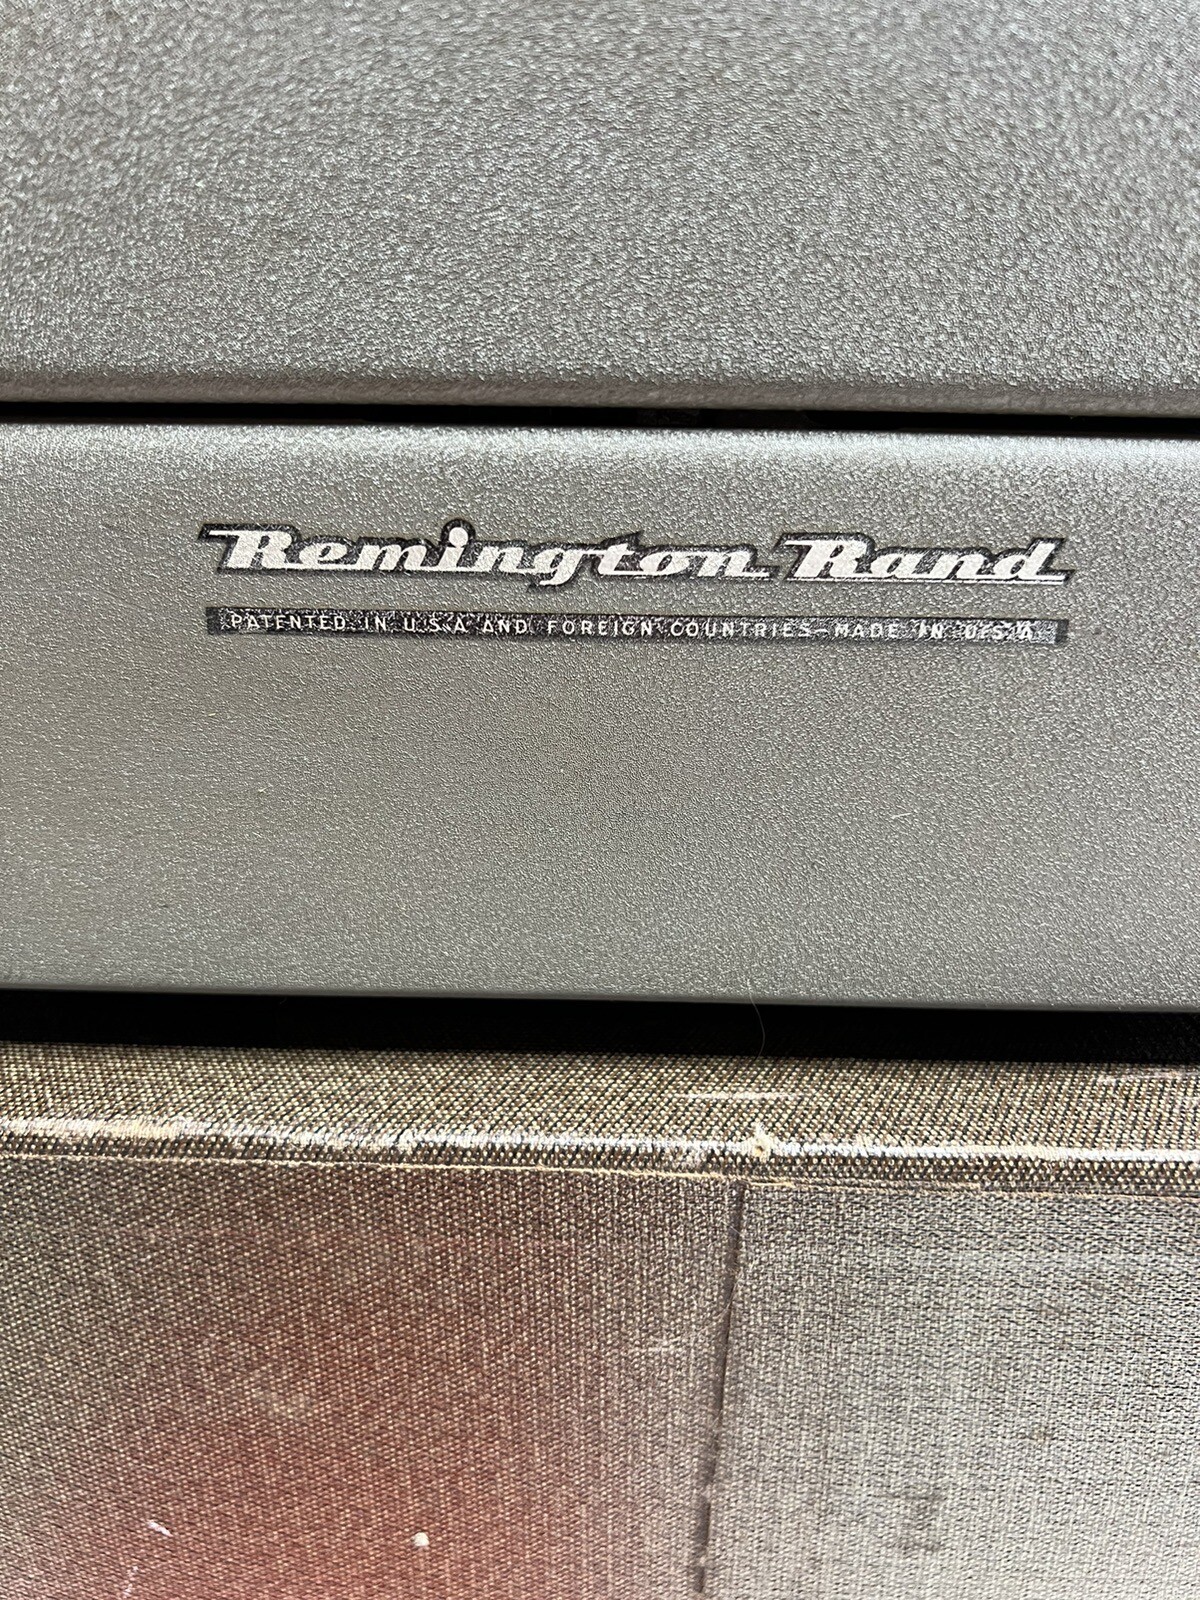 Remington Rand
PATENTED IN U.S.A AND FOREIGN COUNTRIES—MADE IN U.S.A